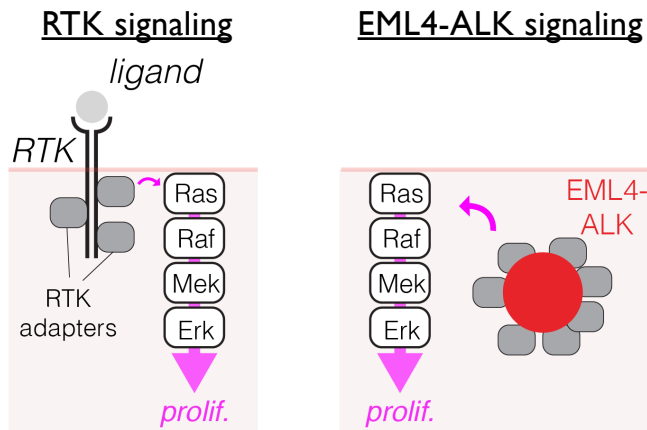 RTK signaling
ligand
RTK
Ras
Raf
Mek
Erk
RTK
adapters
prolif.
EML4-ALK signaling
Ras
Raf
Mek
Erk
prolif.
EML4-
ALK